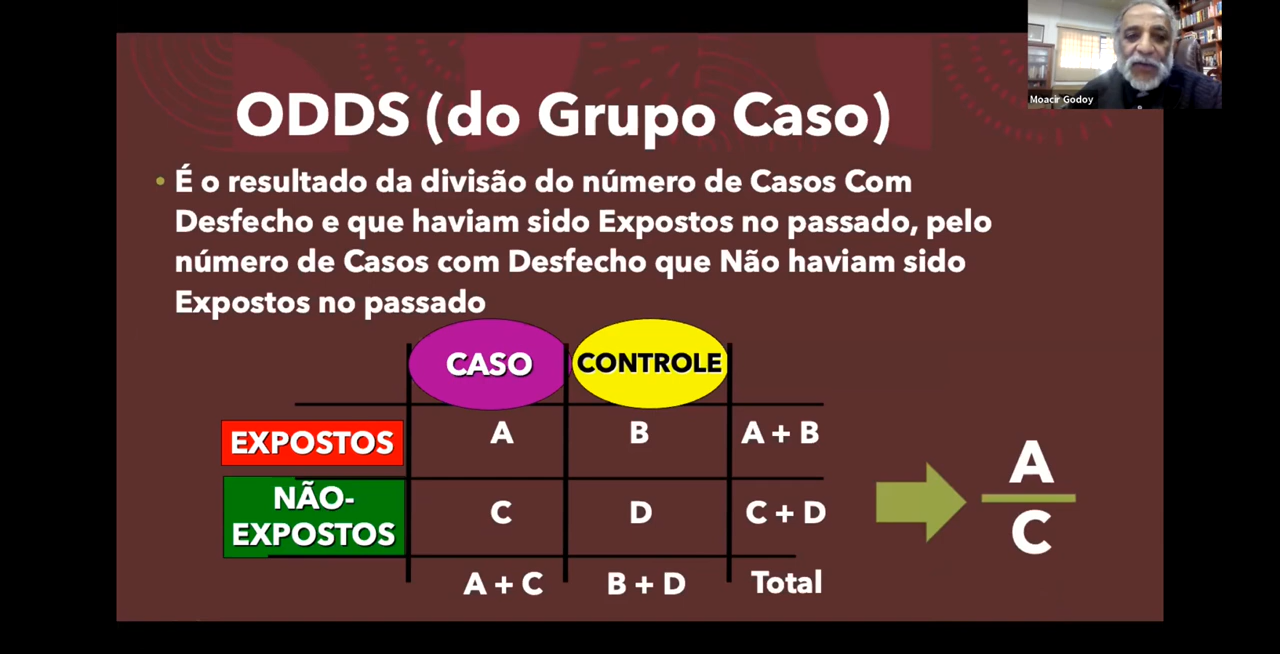 Moacir Godoy
ODDS (do Grupo Caso)
• É o resultado da divisão do número de Casos Com
Desfecho e que haviam sido Expostos no passado, pelo
número de Casos com Desfecho que Não haviam sido
Expostos no passado
CASO CONTROLE
EXPOSTOS A B A + B
NÃO-
EXPOSTOS C D C + D
A + C B + D Total
A
C